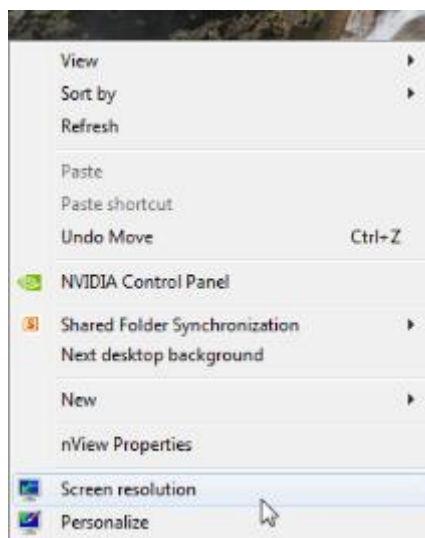 View
Sort by
Refresh
Paste
Paste shortcut
Undo Move Ctrl+Z
NVIDIA Control Panel
Shared Folder Synchronization
Next desktop background
New
nView Properties
Screen resolution
Personalize